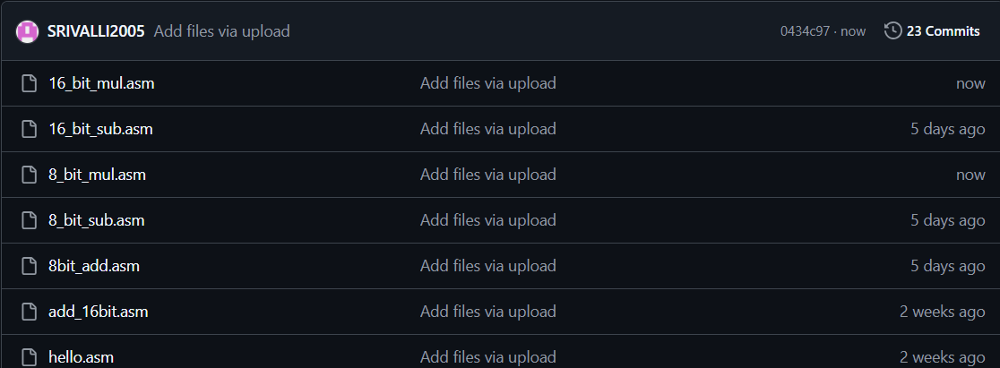 SRIVALLI2005 Add files via upload 0434c97 · now 23 Commits
16_bit_mul.asm Add files via upload now
16_bit_sub.asm Add files via upload 5 days ago
8_bit_mul.asm Add files via upload now
8_bit_sub.asm Add files via upload 5 days ago
8bit_add.asm Add files via upload 5 days ago
add_16bit.asm Add files via upload 2 weeks ago
hello.asm Add files via upload 2 weeks ago